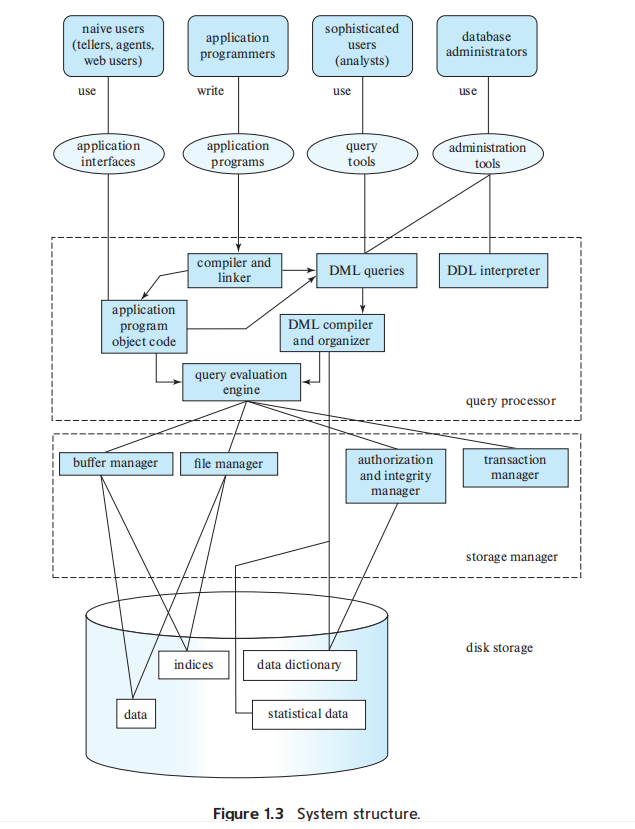 naive users
(tellers, agents,
web users)
application
programmers
sophisticated
users
(analysts)
database
administrators
use
write
use
use
application
interfaces
application
programs
query
tools
administration
tools
compiler and
linker
DML queries
DDL interpreter
application
program
object code
DML compiler
and organizer
query evaluation
engine
query processor
buffer manager
file manager
authorization
and integrity
manager
transaction
manager
storage manager
disk storage
indices
data dictionary
data
statistical data
Figure 1.3 System structure.